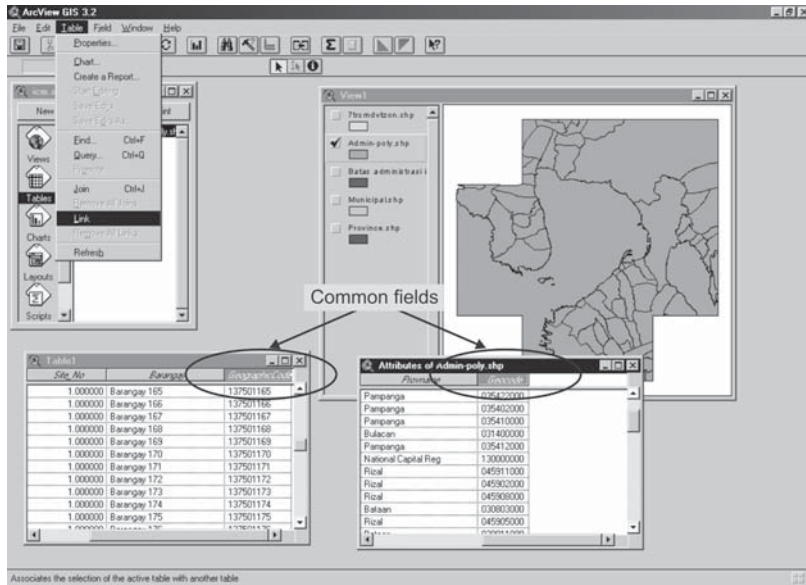 ArcView GIS 3.2
File Edit Table Field Window Help
Properties...
Chart...
Create a Report...
Start Editing
Save Edits
Save Edits As...
Find... Ctrl+F
Query... Ctrl+Q
Join Ctrl+J
Remove All Joins
Link
Remove All Links
Refresh
New
Views
Tables
Charts
Layouts
Scripts
View1
7trsmdvtzon.shp
Admin-poly.shp
Batas administrasi i
Municipal.shp
Province.shp
Common fields
Table1
Site_No Barangay GeographicCode
1.000000 Barangay 165 137501165
1.000000 Barangay 166 137501166
1.000000 Barangay 167 137501167
1.000000 Barangay 168 137501168
1.000000 Barangay 169 137501169
1.000000 Barangay 170 137501170
1.000000 Barangay 171 137501171
1.000000 Barangay 172 137501172
1.000000 Barangay 173 137501173
1.000000 Barangay 174 137501174
1.000000 Barangay 175 137501175
Attributes of Admin-poly.shp
Provname Geocode
Pampanga 035422000
Pampanga 035402000
Pampanga 035410000
Bulacan 031400000
Pampanga 035412000
National Capital Reg 130000000
Rizal 045911000
Rizal 045902000
Rizal 045908000
Bataan 030803000
Rizal 045905000
Associates the selection of the active table with another table